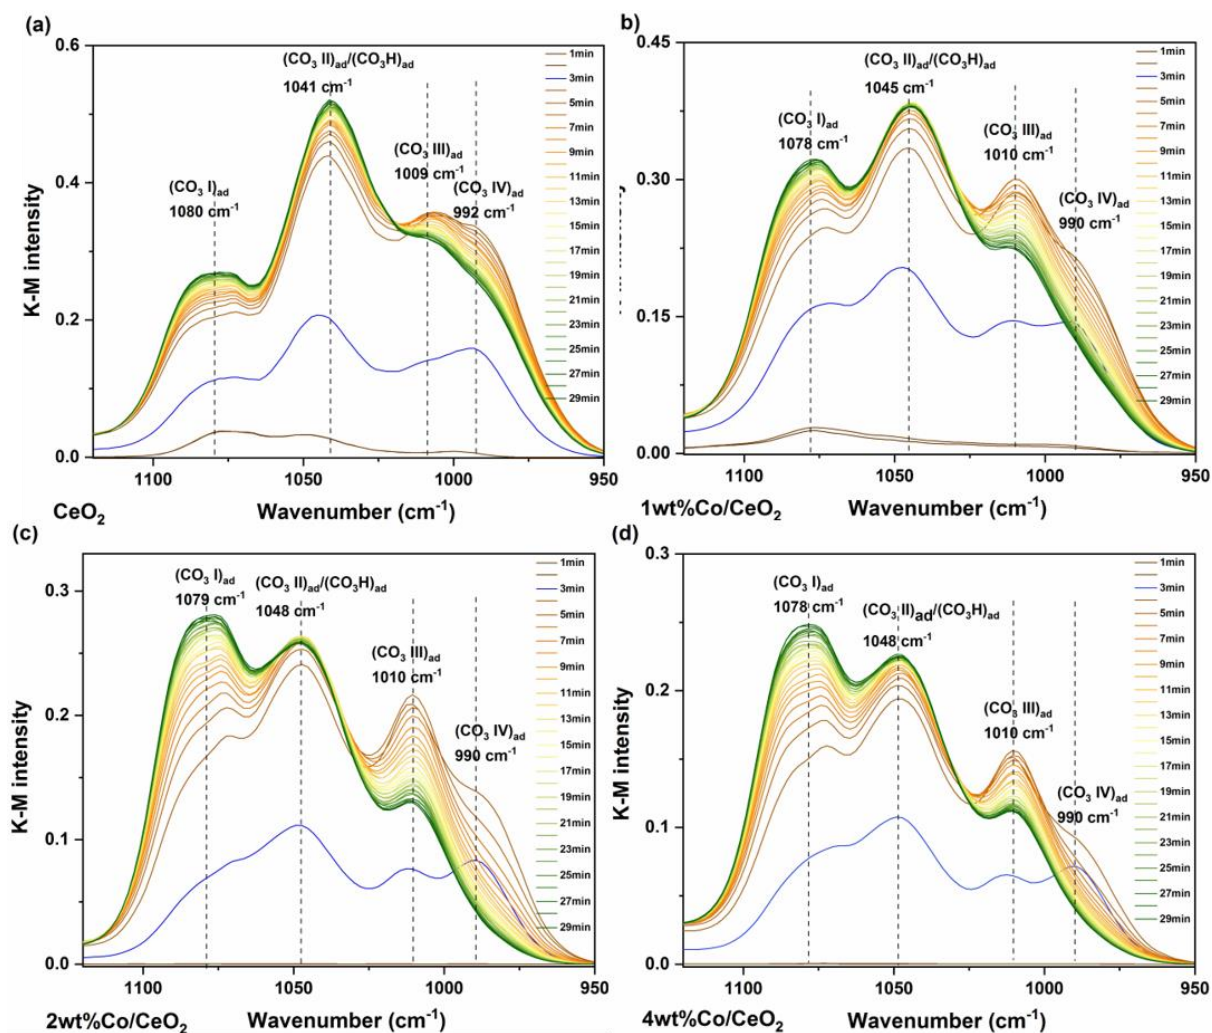 (a)
0.6
0.4
0.2
0.0
K-M intensity
(CO₃ I)ad
1080 cm⁻¹
(CO₃ II)ad/(CO₃H)ad
1041 cm⁻¹
(CO₃ III)ad
1009 cm⁻¹
(CO₃ IV)ad
992 cm⁻¹
1min
3min
5min
7min
9min
11min
13min
15min
17min
19min
21min
23min
25min
27min
29min
1100
1050
1000
950
CeO₂
Wavenumber (cm⁻¹)
b)
0.45
0.30
0.15
0.00
(CO₃ I)ad
1078 cm⁻¹
(CO₃ II)ad/(CO₃H)ad
1045 cm⁻¹
(CO₃ III)ad
1010 cm⁻¹
(CO₃ IV)ad
990 cm⁻¹
1min
3min
5min
7min
9min
11min
13min
15min
17min
19min
21min
23min
25min
27min
29min
1100
1050
1000
950
1wt%Co/CeO₂
Wavenumber (cm⁻¹)
(c)
0.3
0.2
0.1
0.0
K-M intensity
(CO₃ I)ad
1079 cm⁻¹
(CO₃ II)ad/(CO₃H)ad
1048 cm⁻¹
(CO₃ III)ad
1010 cm⁻¹
(CO₃ IV)ad
990 cm⁻¹
1min
3min
5min
7min
9min
11min
13min
15min
17min
19min
21min
23min
25min
27min
29min
1100
1050
1000
950
2wt%Co/CeO₂
Wavenumber (cm⁻¹)
(d)
0.3
0.2
0.1
0.0
K-M intensity
(CO₃ I)ad
1078 cm⁻¹
(CO₃ II)ad/(CO₃H)ad
1048 cm⁻¹
(CO₃ III)ad
1010 cm⁻¹
(CO₃ IV)ad
990 cm⁻¹
1min
3min
5min
7min
9min
11min
13min
15min
17min
19min
21min
23min
25min
27min
29min
1100
1050
1000
950
4wt%Co/CeO₂
Wavenumber (cm⁻¹)